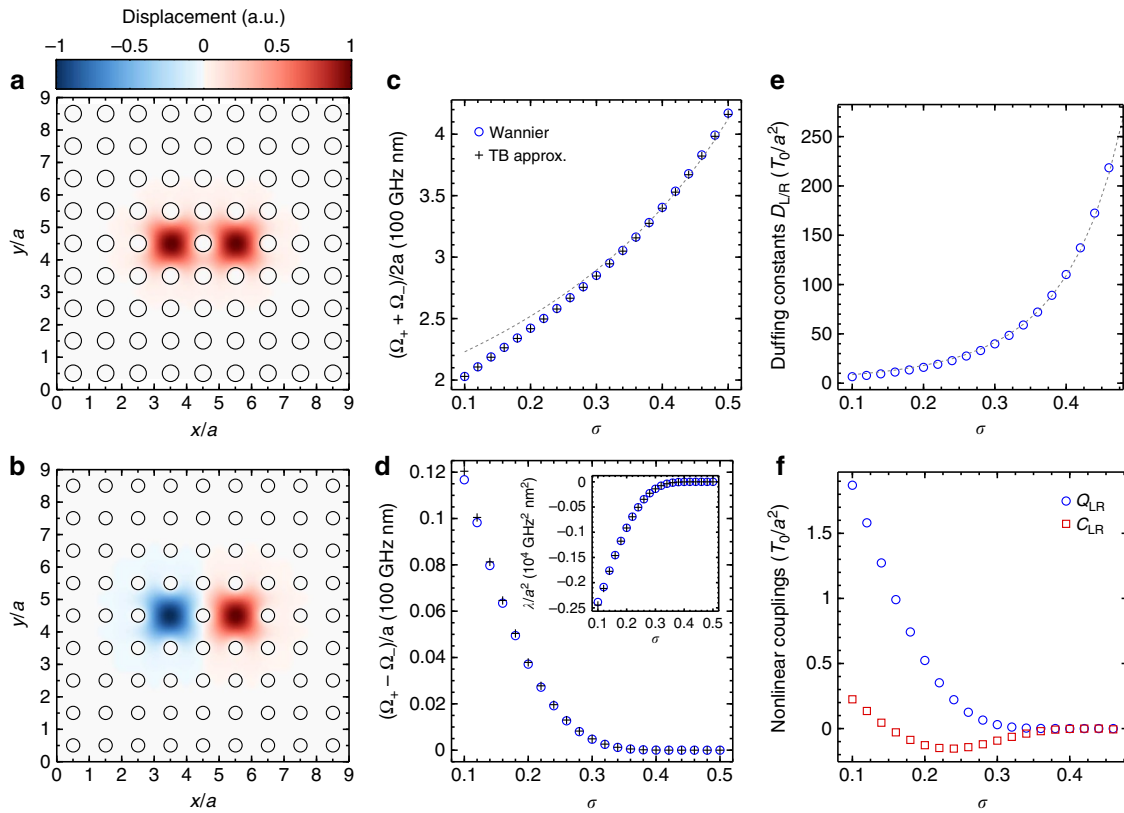 Displacement (a.u.)
−1 −0.5 0 0.5 1
a
9
8
7
6
5
4
3
2
1
0
y/a
0 1 2 3 4 5 6 7 8 9
x/a
b
9
8
7
6
5
4
3
2
1
0
y/a
0 1 2 3 4 5 6 7 8 9
x/a
c
(Ω+ + Ω−)/2a (100 GHz nm)
4
3.5
3
2.5
2
Wannier
TB approx.
0.1 0.2 0.3 0.4 0.5
σ
d
(Ω+ − Ω−)/a (100 GHz nm)
0.12
0.1
0.08
0.06
0.04
0.02
0
0.1 0.2 0.3 0.4 0.5
σ
λ/a² (10⁴ GHz² nm²)
0
−0.05
−0.10
−0.15
−0.20
−0.25
0.1 0.2 0.3 0.4 0.5
σ
e
Duffing constants D_L/R (T₀/a²)
250
200
150
100
50
0
0.1 0.2 0.3 0.4
σ
f
Nonlinear couplings (T₀/a²)
1.5
1
0.5
0
Q_LR
C_LR
0.1 0.2 0.3 0.4
σ